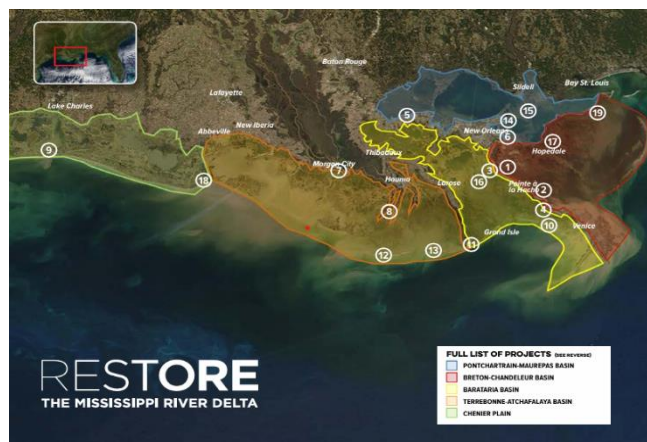 Baton Rouge
Slidell
Bay St. Louis
Lake Charles
Lafayette
5
15
19
14
New Orleans
6
New Iberia
Abbeville
17
Hopedale
9
Thibodaux
Morgan City
7
3
1
18
Houma
Larose
16
Pointe à
la Hache
2
8
4
10
Grand Isle
Venice
11
12
13
RESTORE
THE MISSISSIPPI RIVER DELTA
FULL LIST OF PROJECTS (SEE REVERSE)
PONTCHARTRAIN-MAUREPAS BASIN
BRETON-CHANDELEUR BASIN
BARATARIA BASIN
TERREBONNE-ATCHAFALAYA BASIN
CHENIER PLAIN